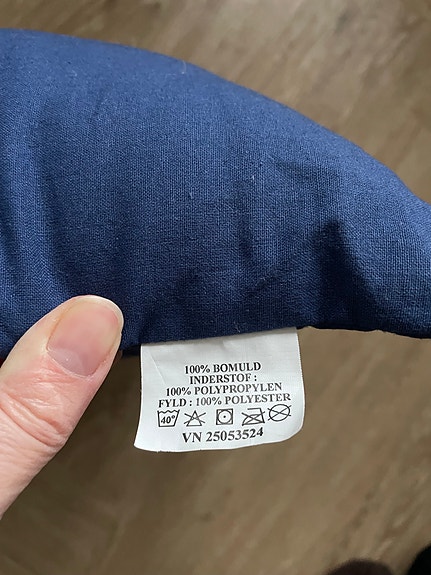 100% BOMULD
INDERSTOF :
100% POLYPROPYLEN
FYLD : 100% POLYESTER
40°
VN 25053524